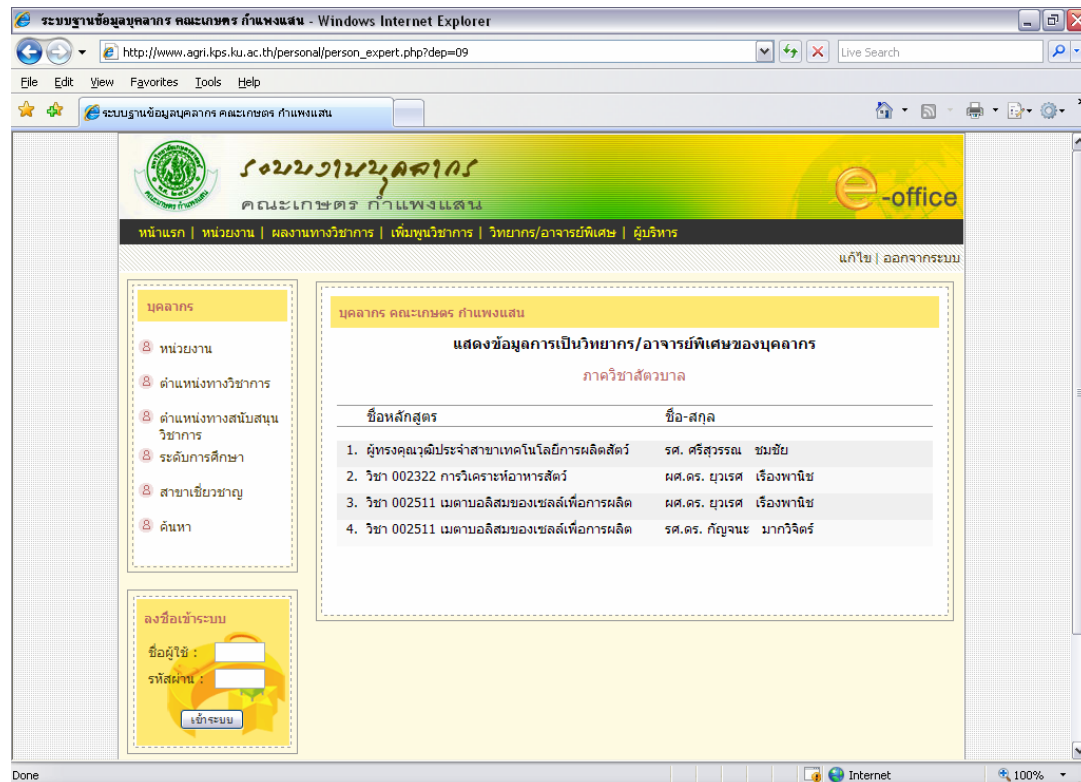 ระบบฐานข้อมูลบุคลากร คณะเกษตร กำแพงแสน - Windows Internet Explorer
http://www.agri.kps.ku.ac.th/personal/person_expert.php?dep=09
Live Search
File Edit View Favorites Tools Help
ระบบฐานข้อมูลบุคลากร คณะเกษตร กำแพงแสน
ระบบงานบุคลากร
คณะเกษตร กำแพงแสน
e-office
หน้าแรก | หน่วยงาน | ผลงานทางวิชาการ | เพิ่มพูนวิชาการ | วิทยากร/อาจารย์พิเศษ | ผู้บริหาร
แก้ไข | ออกจากระบบ
บุคลากร
หน่วยงาน
ตำแหน่งทางวิชาการ
ตำแหน่งทางสนับสนุน
วิชาการ
ระดับการศึกษา
สาขาเชี่ยวชาญ
ค้นหา
บุคลากร คณะเกษตร กำแพงแสน
แสดงข้อมูลการเป็นวิทยากร/อาจารย์พิเศษของบุคลากร
ภาควิชาสัตวบาล
ชื่อหลักสูตร ชื่อ-สกุล
1. ผู้ทรงคุณวุฒิประจำสาขาเทคโนโลยีการผลิตสัตว์ รศ. ศรีสุวรรณ ชมชัย
2. วิชา 002322 การวิเคราะห์อาหารสัตว์ ผศ.ดร. ยุวเรศ เรืองพานิช
3. วิชา 002511 เมตาบอลิสมของเซลล์เพื่อการผลิต ผศ.ดร. ยุวเรศ เรืองพานิช
4. วิชา 002511 เมตาบอลิสมของเซลล์เพื่อการผลิต รศ.ดร. กัญจนะ มากวิจิตร์
ลงชื่อเข้าระบบ
ชื่อผู้ใช้ :
รหัสผ่าน :
เข้าระบบ
Done
Internet
100%